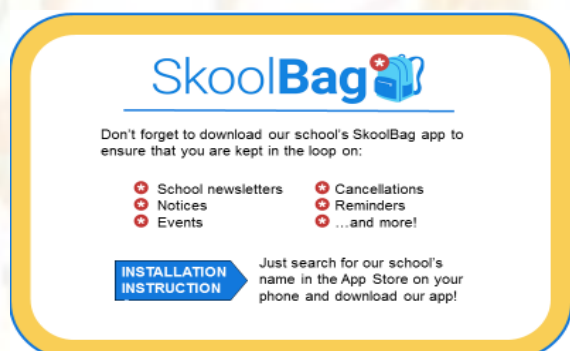 SkoolBag
Don't forget to download our school's SkoolBag app to
ensure that you are kept in the loop on:
School newsletters
Notices
Events
Cancellations
Reminders
...and more!
INSTALLATION
INSTRUCTION
Just search for our school's
name in the App Store on your
phone and download our app!